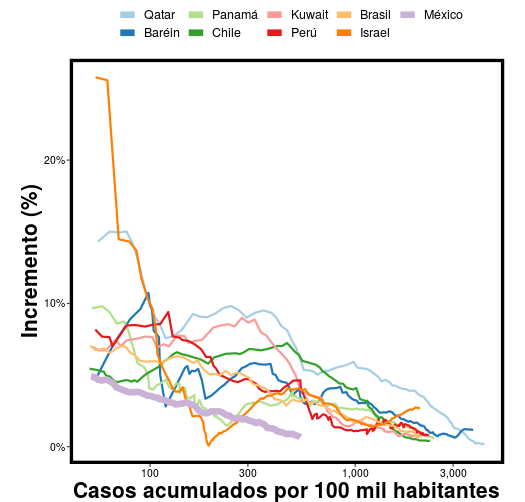 Qatar Panamá Kuwait Brasil México
Baréin Chile Perú Israel
20%
10%
0%
Incremento (%)
100 300 1,000 3,000
Casos acumulados por 100 mil habitantes